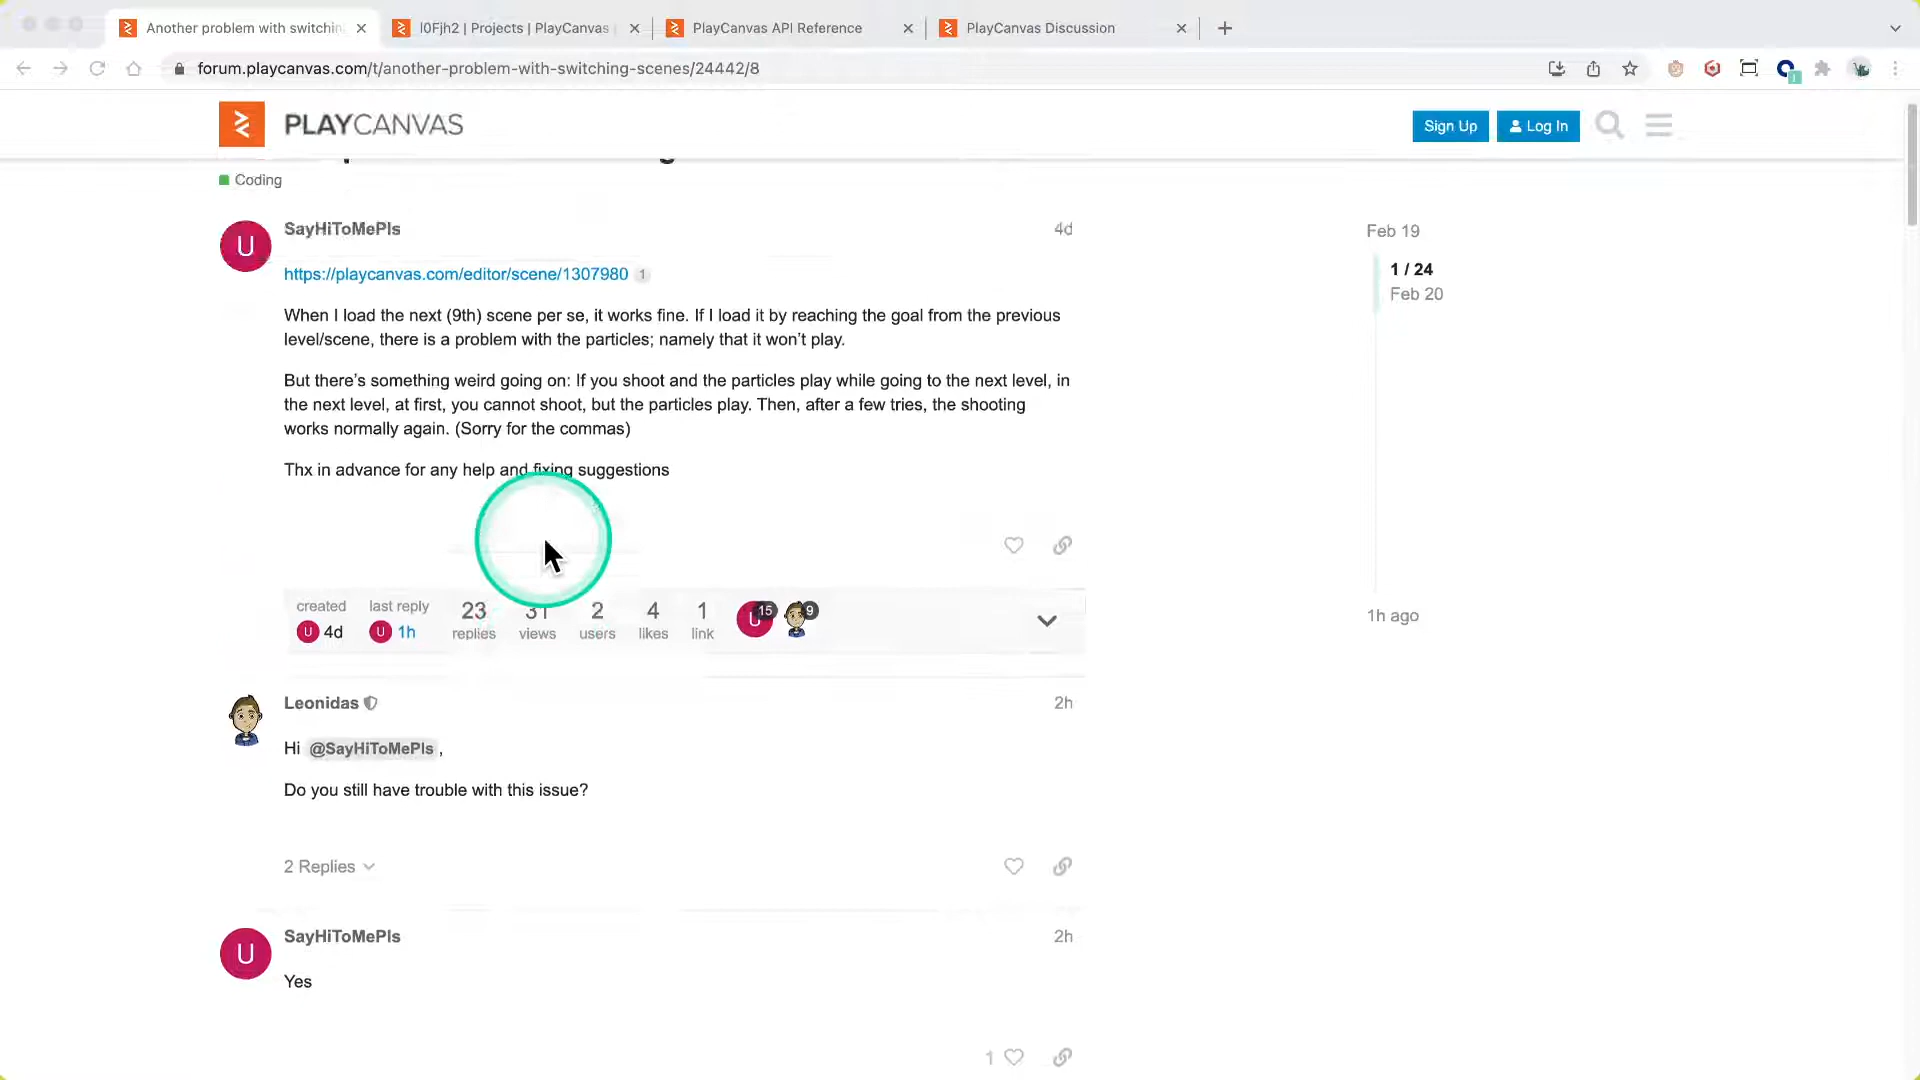 Another problem with switchin
l0Fjh2 | Projects | PlayCanvas
PlayCanvas API Reference
PlayCanvas Discussion
forum.playcanvas.com/t/another-problem-with-switching-scenes/24442/8
PLAYCANVAS
Sign Up
Log In
Coding
SayHiToMePls
4d
https://playcanvas.com/editor/scene/1307980 1
When I load the next (9th) scene per se, it works fine. If I load it by reaching the goal from the previous
level/scene, there is a problem with the particles; namely that it won't play.
But there's something weird going on: If you shoot and the particles play while going to the next level, in
the next level, at first, you cannot shoot, but the particles play. Then, after a few tries, the shooting
works normally again. (Sorry for the commas)
Thx in advance for any help and fixing suggestions
Feb 19
1 / 24
Feb 20
1h ago
created
U 4d
last reply
U 1h
23
replies
31
views
2
users
4
likes
1
link
U 15
9
Leonidas
2h
Hi @SayHiToMePls ,
Do you still have trouble with this issue?
2 Replies
U
SayHiToMePls
2h
Yes
1